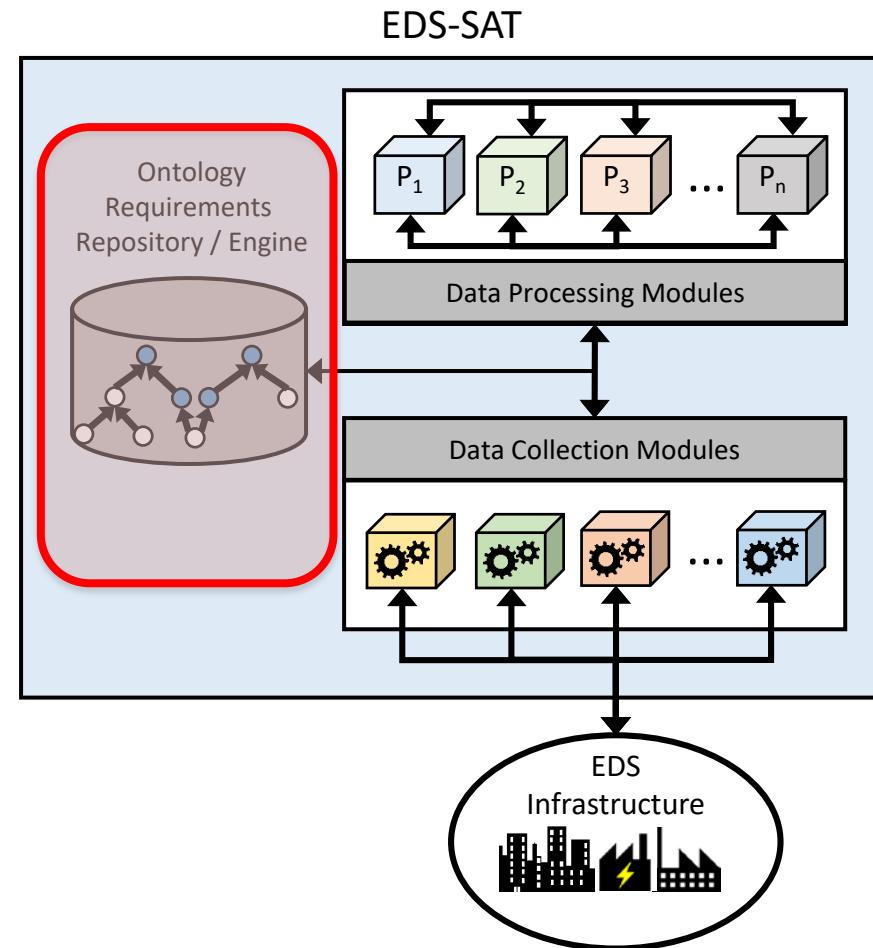 EDS-SAT
Ontology
Requirements
Repository / Engine
P1 P2 P3 ... Pn
Data Processing Modules
Data Collection Modules
...
EDS
Infrastructure